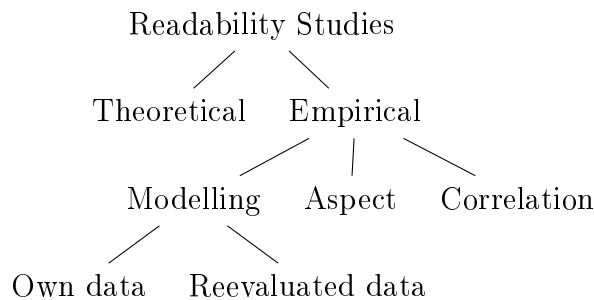 Readability Studies
Theoretical Empirical
Modelling Aspect Correlation
Own data Reevaluated data